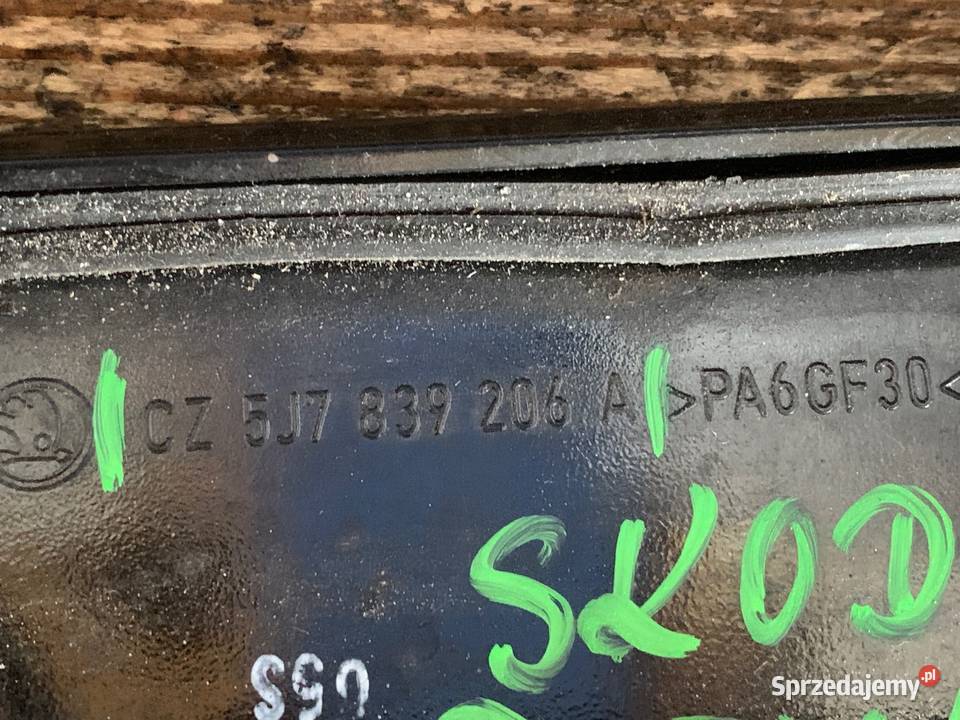 CZ 5J7 839 206 A >PA6GF30<
SKOD
Sprzedajemy.pl